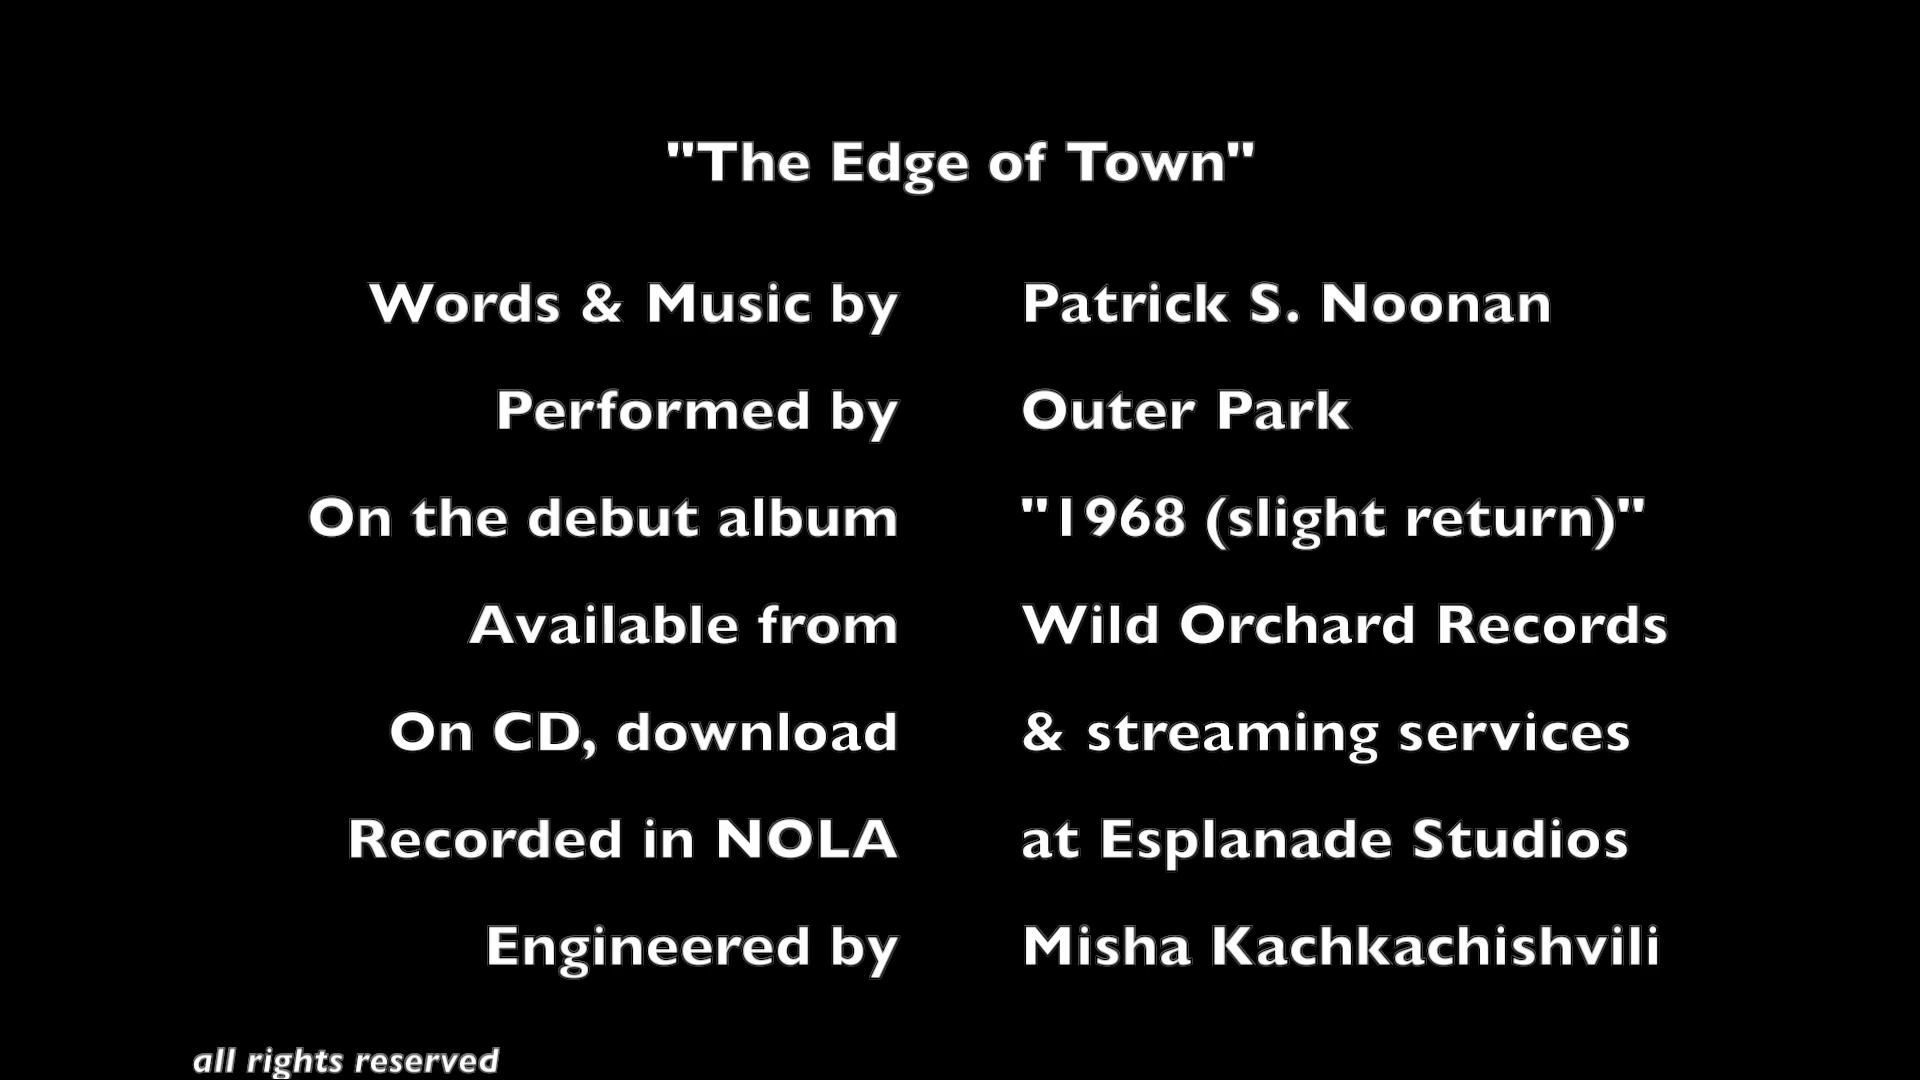 "The Edge of Town"
Words & Music by Patrick S. Noonan
Performed by Outer Park
On the debut album "1968 (slight return)"
Available from Wild Orchard Records
On CD, download & streaming services
Recorded in NOLA at Esplanade Studios
Engineered by Misha Kachkachishvili
all rights reserved